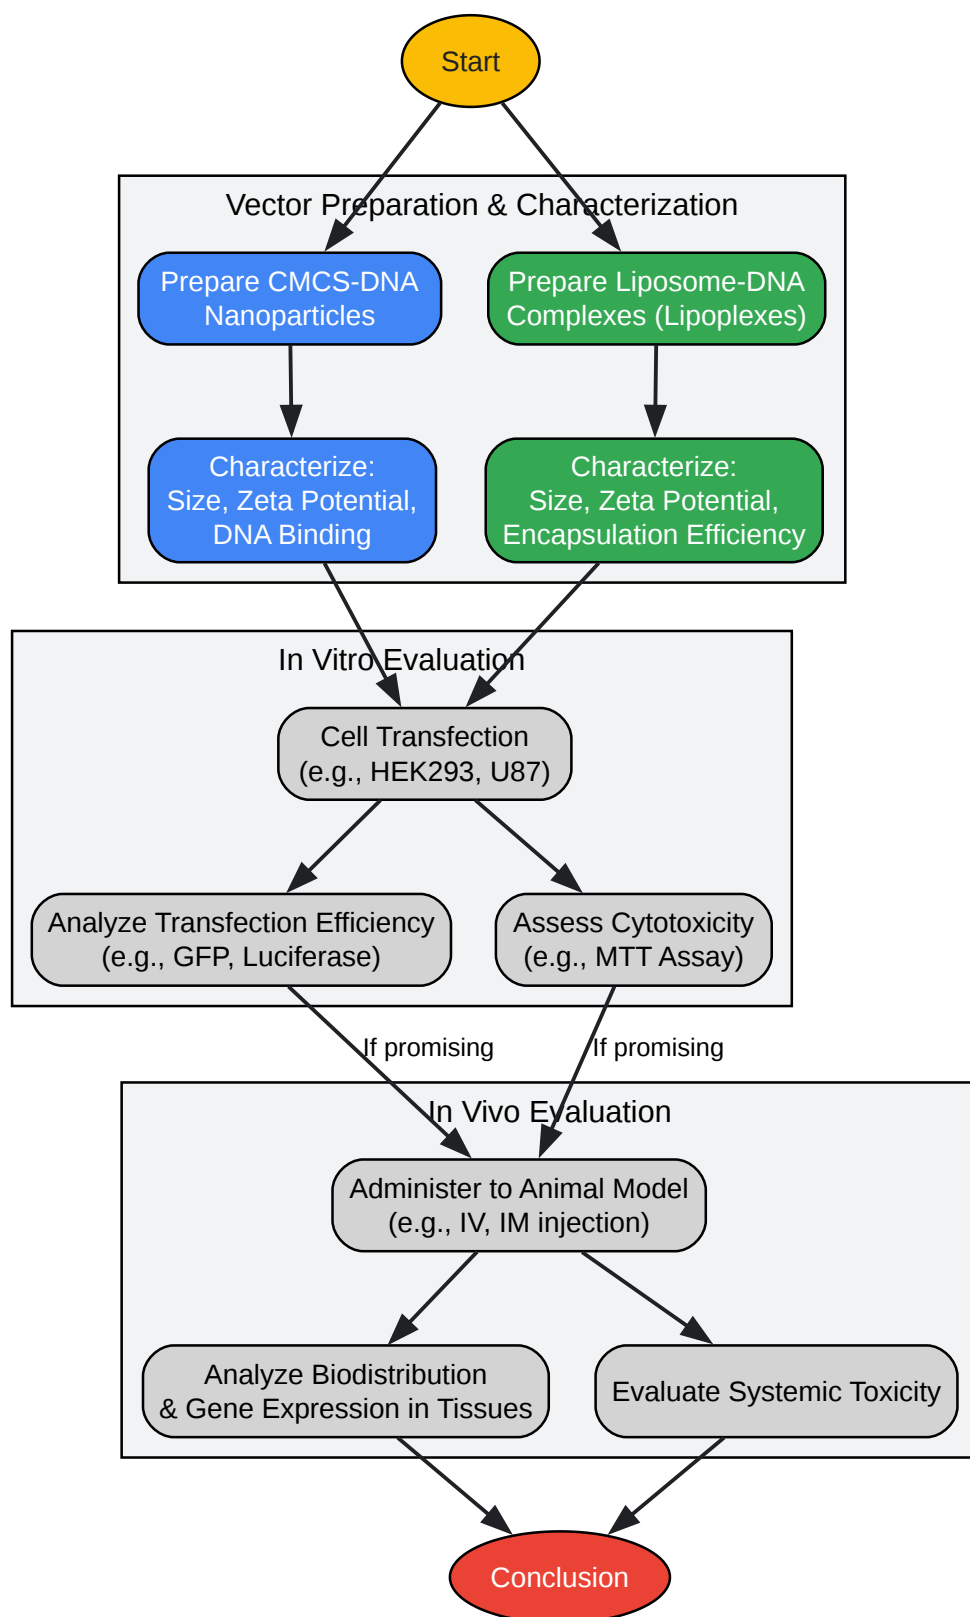 Start
Vector Preparation & Characterization
Prepare CMCS-DNA
Nanoparticles
Prepare Liposome-DNA
Complexes (Lipoplexes)
Characterize:
Size, Zeta Potential,
DNA Binding
Characterize:
Size, Zeta Potential,
Encapsulation Efficiency
In Vitro Evaluation
Cell Transfection
(e.g., HEK293, U87)
Analyze Transfection Efficiency
(e.g., GFP, Luciferase)
Assess Cytotoxicity
(e.g., MTT Assay)
If promising
If promising
In Vivo Evaluation
Administer to Animal Model
(e.g., IV, IM injection)
Analyze Biodistribution
& Gene Expression in Tissues
Evaluate Systemic Toxicity
Conclusion